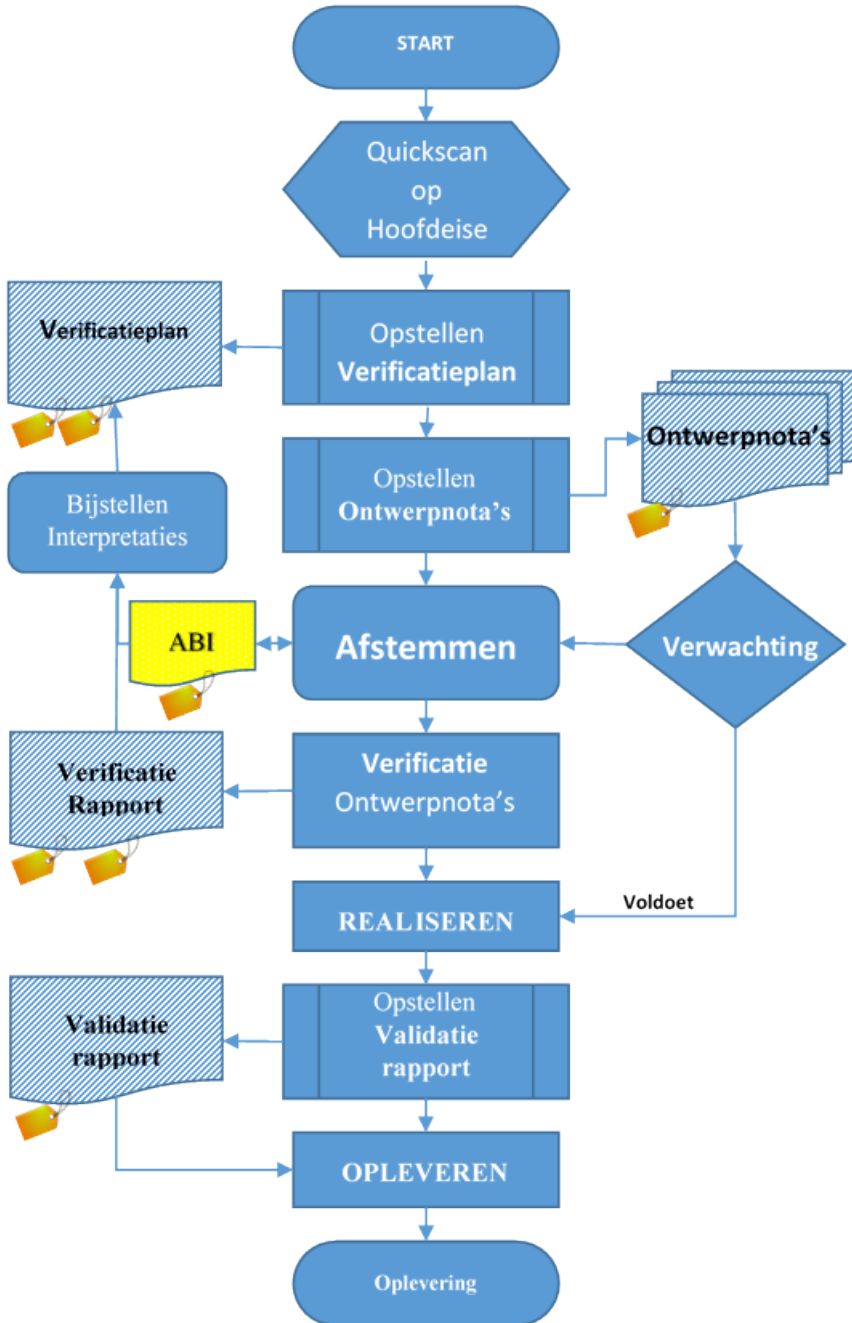 START
Quickscan
op
Hoofdeise
Verificatieplan
Opstellen
Verificatieplan
Ontwerpnota's
Opstellen
Ontwerpnota's
Bijstellen
Interpretaties
ABI
Afstemmen
Verwachting
Verificatie
Rapport
Verificatie
Ontwerpnota's
REALISEREN
Voldoet
Validatie
rapport
Opstellen
Validatie
rapport
OPLEVEREN
Oplevering